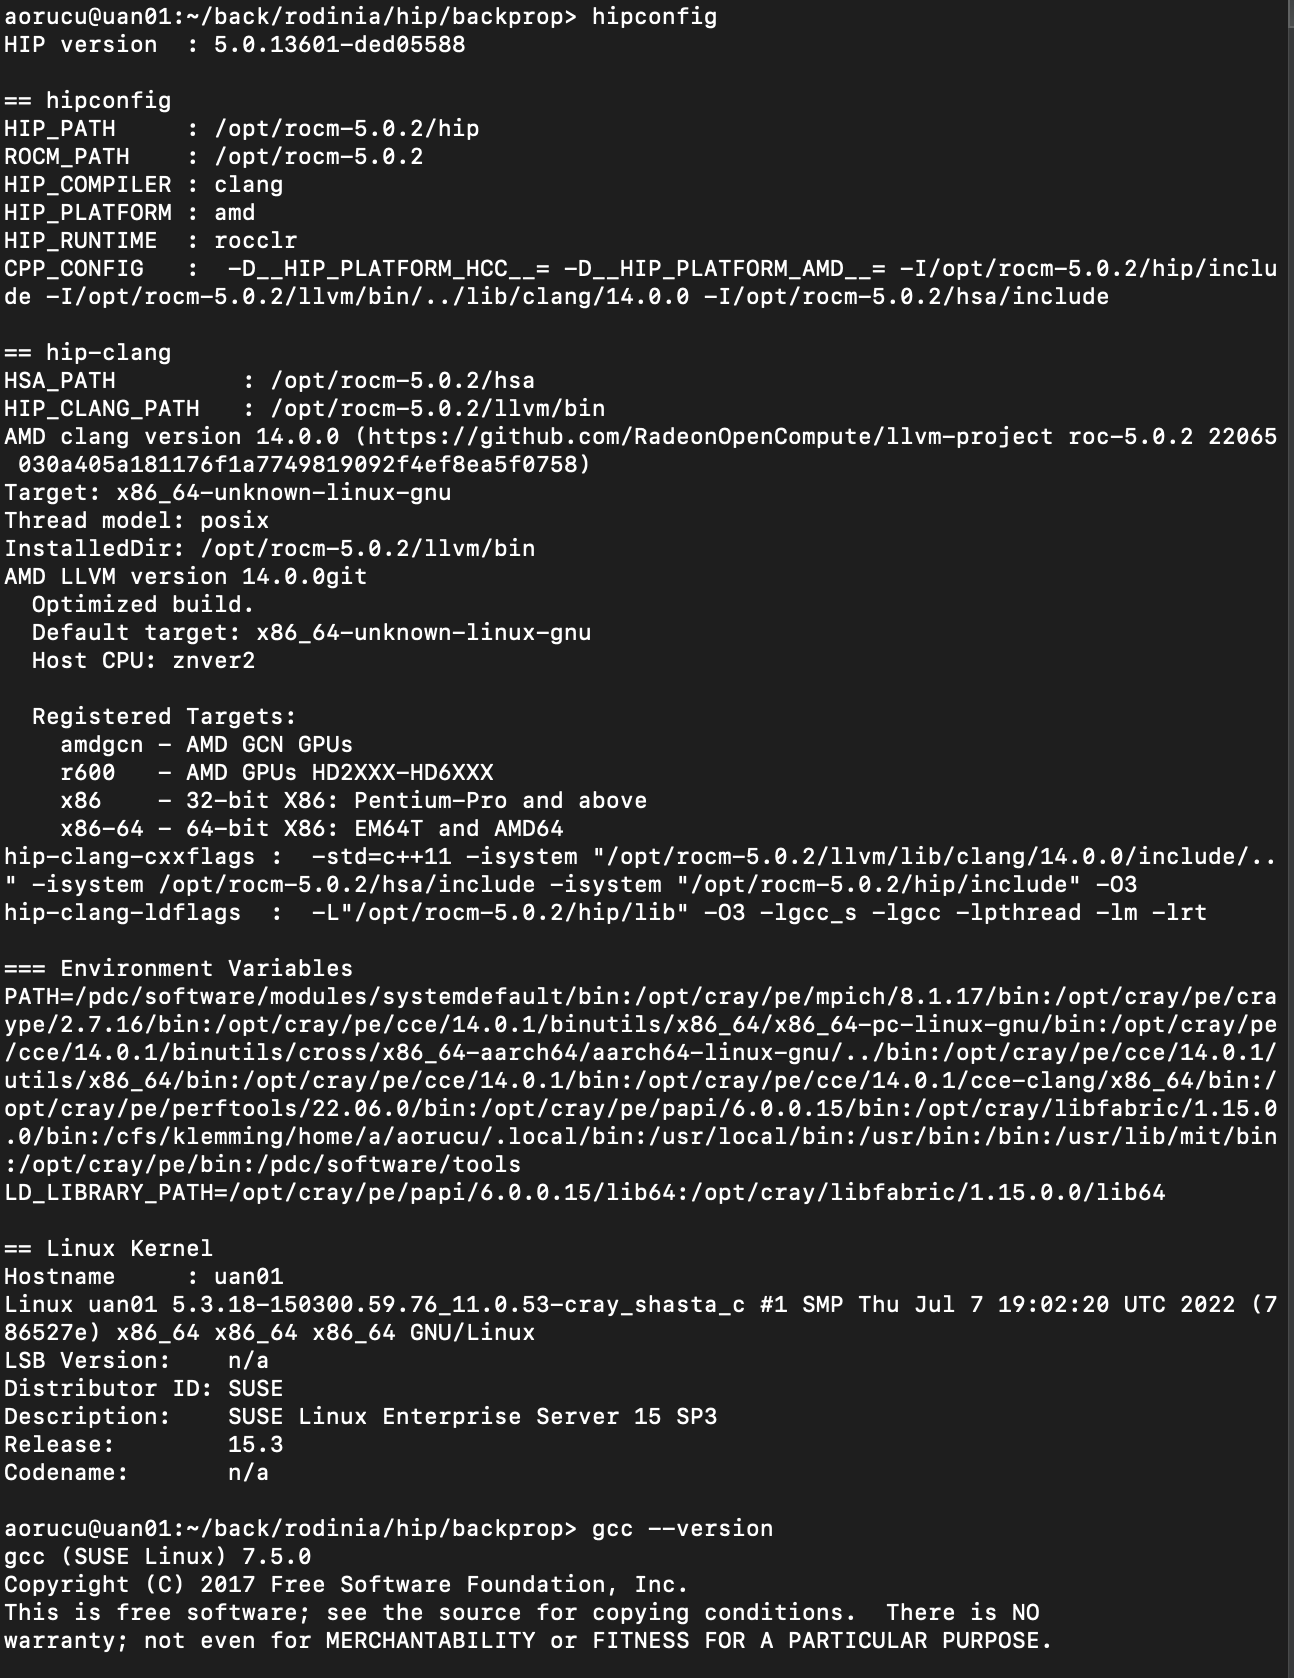 aorucu@uan01:~/back/rodinia/hip/backprop> hipconfig
HIP version  : 5.0.13601-ded05588

== hipconfig
HIP_PATH     : /opt/rocm-5.0.2/hip
ROCM_PATH    : /opt/rocm-5.0.2
HIP_COMPILER : clang
HIP_PLATFORM : amd
HIP_RUNTIME  : rocclr
CPP_CONFIG   :  -D__HIP_PLATFORM_HCC__= -D__HIP_PLATFORM_AMD__= -I/opt/rocm-5.0.2/hip/inclu
de -I/opt/rocm-5.0.2/llvm/bin/../lib/clang/14.0.0 -I/opt/rocm-5.0.2/hsa/include

== hip-clang
HSA_PATH         : /opt/rocm-5.0.2/hsa
HIP_CLANG_PATH   : /opt/rocm-5.0.2/llvm/bin
AMD clang version 14.0.0 (https://github.com/RadeonOpenCompute/llvm-project roc-5.0.2 22065
 030a405a181176f1a7749819092f4ef8ea5f0758)
Target: x86_64-unknown-linux-gnu
Thread model: posix
InstalledDir: /opt/rocm-5.0.2/llvm/bin
AMD LLVM version 14.0.0git
  Optimized build.
  Default target: x86_64-unknown-linux-gnu
  Host CPU: znver2

  Registered Targets:
    amdgcn - AMD GCN GPUs
    r600   - AMD GPUs HD2XXX-HD6XXX
    x86    - 32-bit X86: Pentium-Pro and above
    x86-64 - 64-bit X86: EM64T and AMD64
hip-clang-cxxflags :  -std=c++11 -isystem "/opt/rocm-5.0.2/llvm/lib/clang/14.0.0/include/..
" -isystem /opt/rocm-5.0.2/hsa/include -isystem "/opt/rocm-5.0.2/hip/include" -O3
hip-clang-ldflags  :  -L"/opt/rocm-5.0.2/hip/lib" -O3 -lgcc_s -lgcc -lpthread -lm -lrt

=== Environment Variables
PATH=/pdc/software/modules/systemdefault/bin:/opt/cray/pe/mpich/8.1.17/bin:/opt/cray/pe/cra
ype/2.7.16/bin:/opt/cray/pe/cce/14.0.1/binutils/x86_64/x86_64-pc-linux-gnu/bin:/opt/cray/pe
/cce/14.0.1/binutils/cross/x86_64-aarch64/aarch64-linux-gnu/../bin:/opt/cray/pe/cce/14.0.1/
utils/x86_64/bin:/opt/cray/pe/cce/14.0.1/bin:/opt/cray/pe/cce/14.0.1/cce-clang/x86_64/bin:/
opt/cray/pe/perftools/22.06.0/bin:/opt/cray/pe/papi/6.0.0.15/bin:/opt/cray/libfabric/1.15.0
.0/bin:/cfs/klemming/home/a/aorucu/.local/bin:/usr/local/bin:/usr/bin:/bin:/usr/lib/mit/bin
:/opt/cray/pe/bin:/pdc/software/tools
LD_LIBRARY_PATH=/opt/cray/pe/papi/6.0.0.15/lib64:/opt/cray/libfabric/1.15.0.0/lib64

== Linux Kernel
Hostname     : uan01
Linux uan01 5.3.18-150300.59.76_11.0.53-cray_shasta_c #1 SMP Thu Jul 7 19:02:20 UTC 2022 (7
86527e) x86_64 x86_64 x86_64 GNU/Linux
LSB Version:    n/a
Distributor ID: SUSE
Description:    SUSE Linux Enterprise Server 15 SP3
Release:        15.3
Codename:       n/a

aorucu@uan01:~/back/rodinia/hip/backprop> gcc --version
gcc (SUSE Linux) 7.5.0
Copyright (C) 2017 Free Software Foundation, Inc.
This is free software; see the source for copying conditions.  There is NO
warranty; not even for MERCHANTABILITY or FITNESS FOR A PARTICULAR PURPOSE.